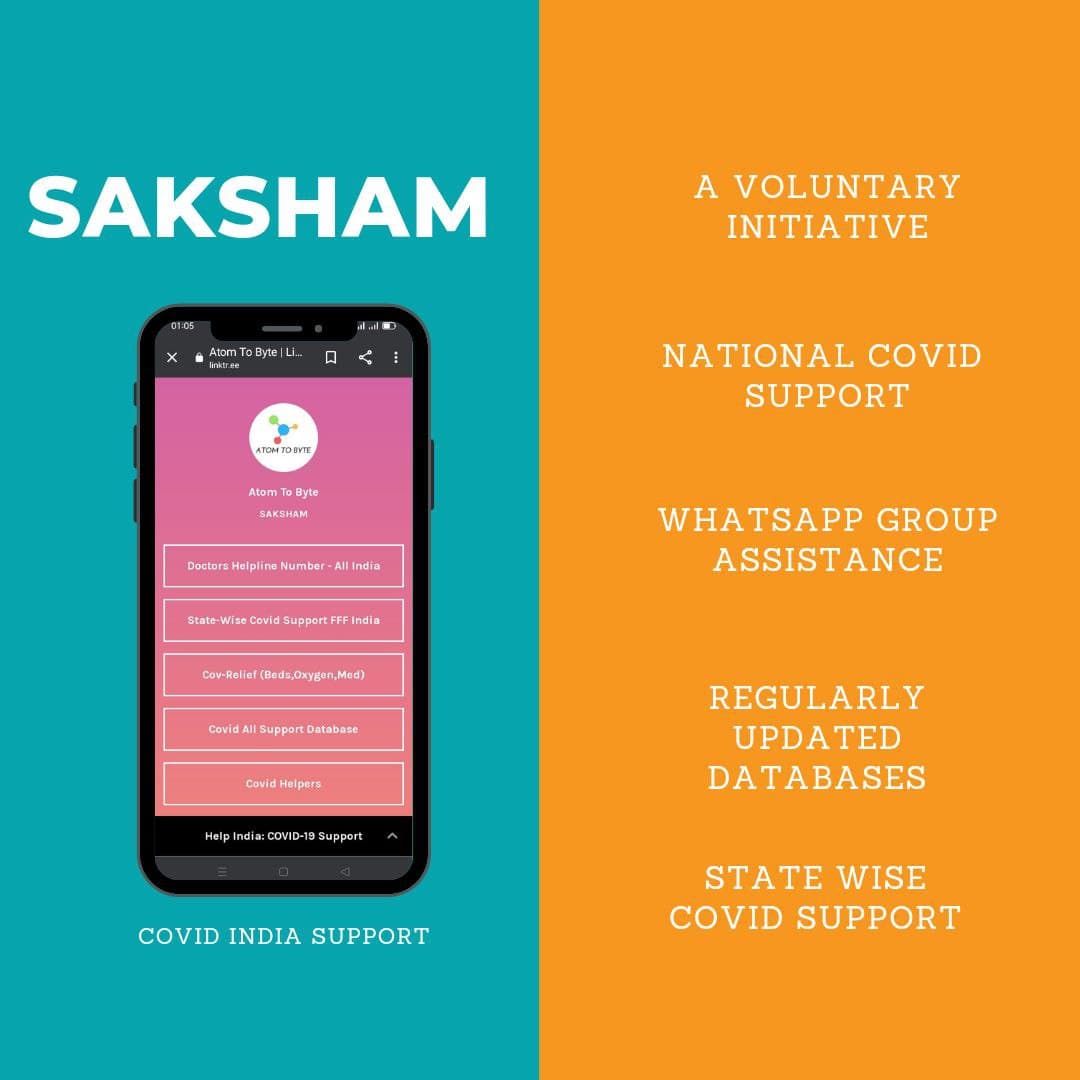 SAKSHAM
01:05
Atom To Byte | Li...
linktr.ee
ATOM TO BYTE
Atom To Byte
SAKSHAM
Doctors Helpline Number - All India
State-Wise Covid Support FFF India
Cov-Relief (Beds,Oxygen,Med)
Covid All Support Database
Covid Helpers
Help India: COVID-19 Support
COVID INDIA SUPPORT
A VOLUNTARY
INITIATIVE
NATIONAL COVID
SUPPORT
WHATSAPP GROUP
ASSISTANCE
REGULARLY
UPDATED
DATABASES
STATE WISE
COVID SUPPORT